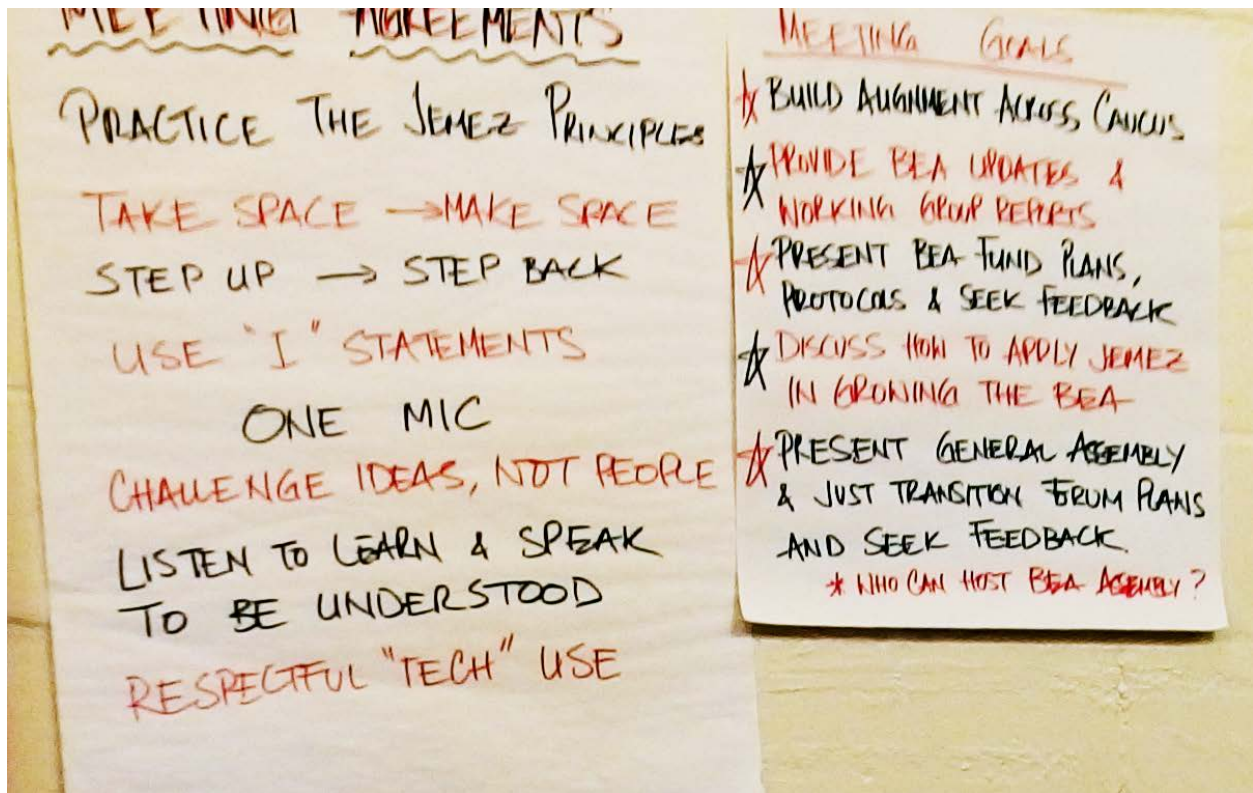 MEETING AGREEMENTS
PRACTICE THE JEMEZ PRINCIPLES
TAKE SPACE → MAKE SPACE
STEP UP → STEP BACK
USE "I" STATEMENTS
ONE MIC
CHALLENGE IDEAS, NOT PEOPLE
LISTEN TO LEARN & SPEAK
TO BE UNDERSTOOD
RESPECTFUL "TECH" USE
MEETING GOALS
☆ BUILD ALIGNMENT ACROSS CAUCUS
☆ PROVIDE BEA UPDATES &
WORKING GROUP REPORTS
☆ PRESENT BEA FUND PLANS,
PROTOCOLS & SEEK FEEDBACK
☆ DISCUSS HOW TO APPLY JEMEZ
IN GROWING THE BEA
☆ PRESENT GENERAL ASSEMBLY
& JUST TRANSITION FORUM PLANS
AND SEEK FEEDBACK.
* WHO CAN HOST BEA ASSEMBLY?